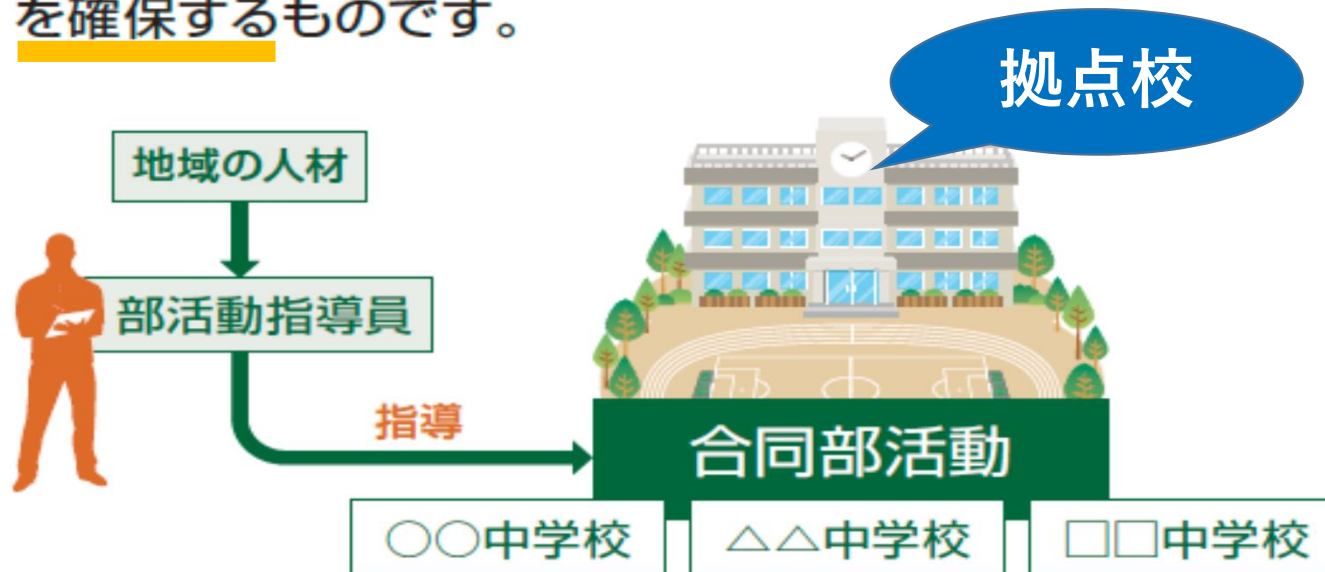 を確保するものです。
拠点校
地域の人材
部活動指導員
指導
合同部活動
○○中学校
△△中学校
□□中学校